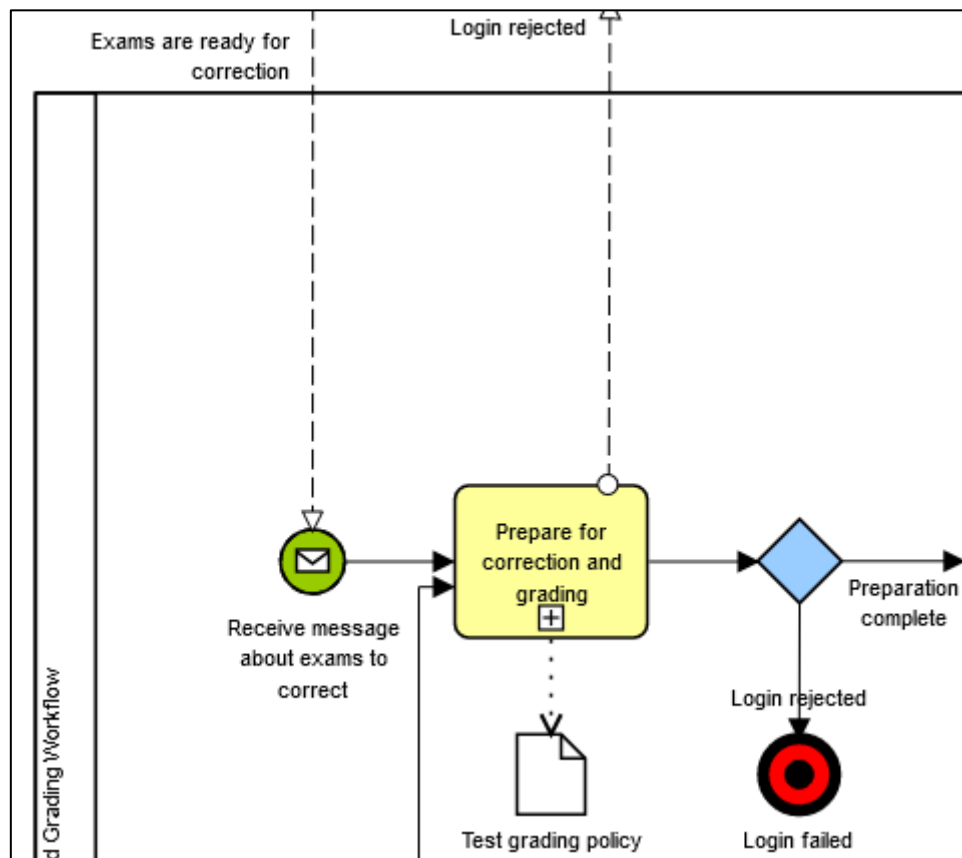 Exams are ready for
correction
Login rejected
Prepare for
correction and
grading
Receive message
about exams to
correct
Preparation
complete
Login rejected
Test grading policy
Login failed
Grading Workflow